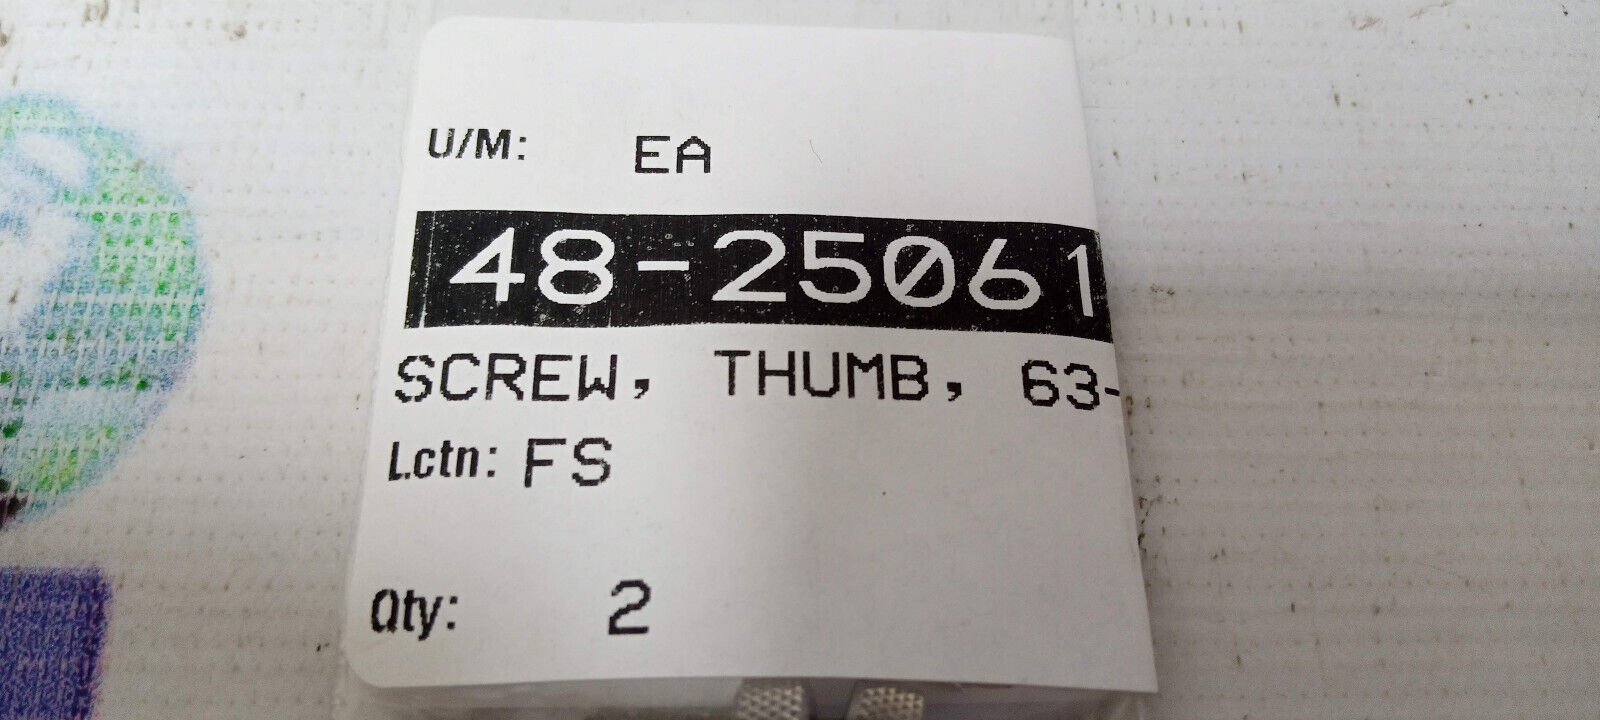 U/M: EA
48-25061
SCREW, THUMB, 63-
Lctn: FS
Qty: 2